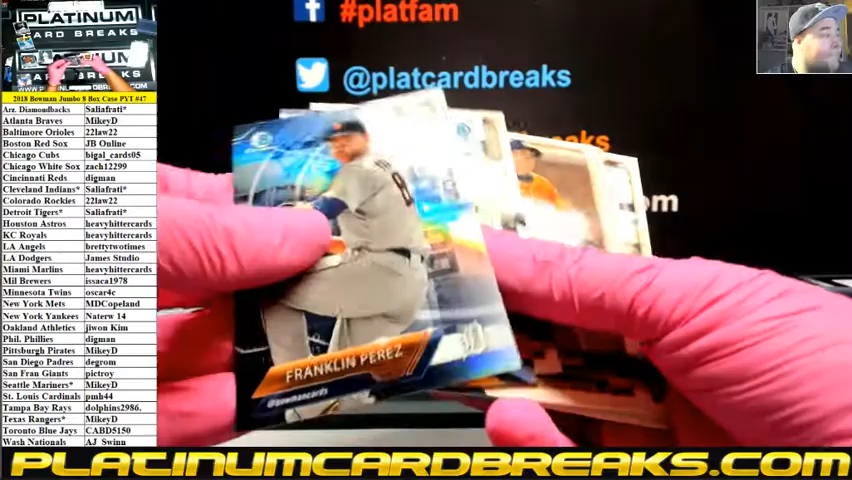 PLATINUM
CARD BREAKS
#platfam
@platcardbreaks
om
2018 Bowman Jumbo 8 Box Case PYT #47
Arz. Diamondbacks Saliafrati*
Atlanta Braves MikeyD
Baltimore Orioles 22law22
Boston Red Sox JB Online
Chicago Cubs bigal_cards05
Chicago White Sox zach12299
Cincinnati Reds digman
Cleveland Indians* Saliafrati*
Colorado Rockies 22law22
Detroit Tigers* Saliafrati*
Houston Astros heavyhittercards
KC Royals heavyhittercards
LA Angels brettytwotimes
LA Dodgers James Studio
Miami Marlins heavyhittercards
Mil Brewers issaca1978
Minnesota Twins oscar4c
New York Mets MDCopeland
New York Yankees Naterw 14
Oakland Athletics jiwon Kim
Phil. Phillies digman
Pittsburgh Pirates MikeyD
San Diego Padres degrom
San Fran Giants pictroy
Seattle Mariners* MikeyD
St. Louis Cardinals pmh44
Tampa Bay Rays dolphins2986.
Texas Rangers* MikeyD
Toronto Blue Jays CABD5150
Wash Nationals AJ_Swinn
8
FRANKLIN PEREZ
@bowmancards
PLATINUMCARDBREAKS.COM